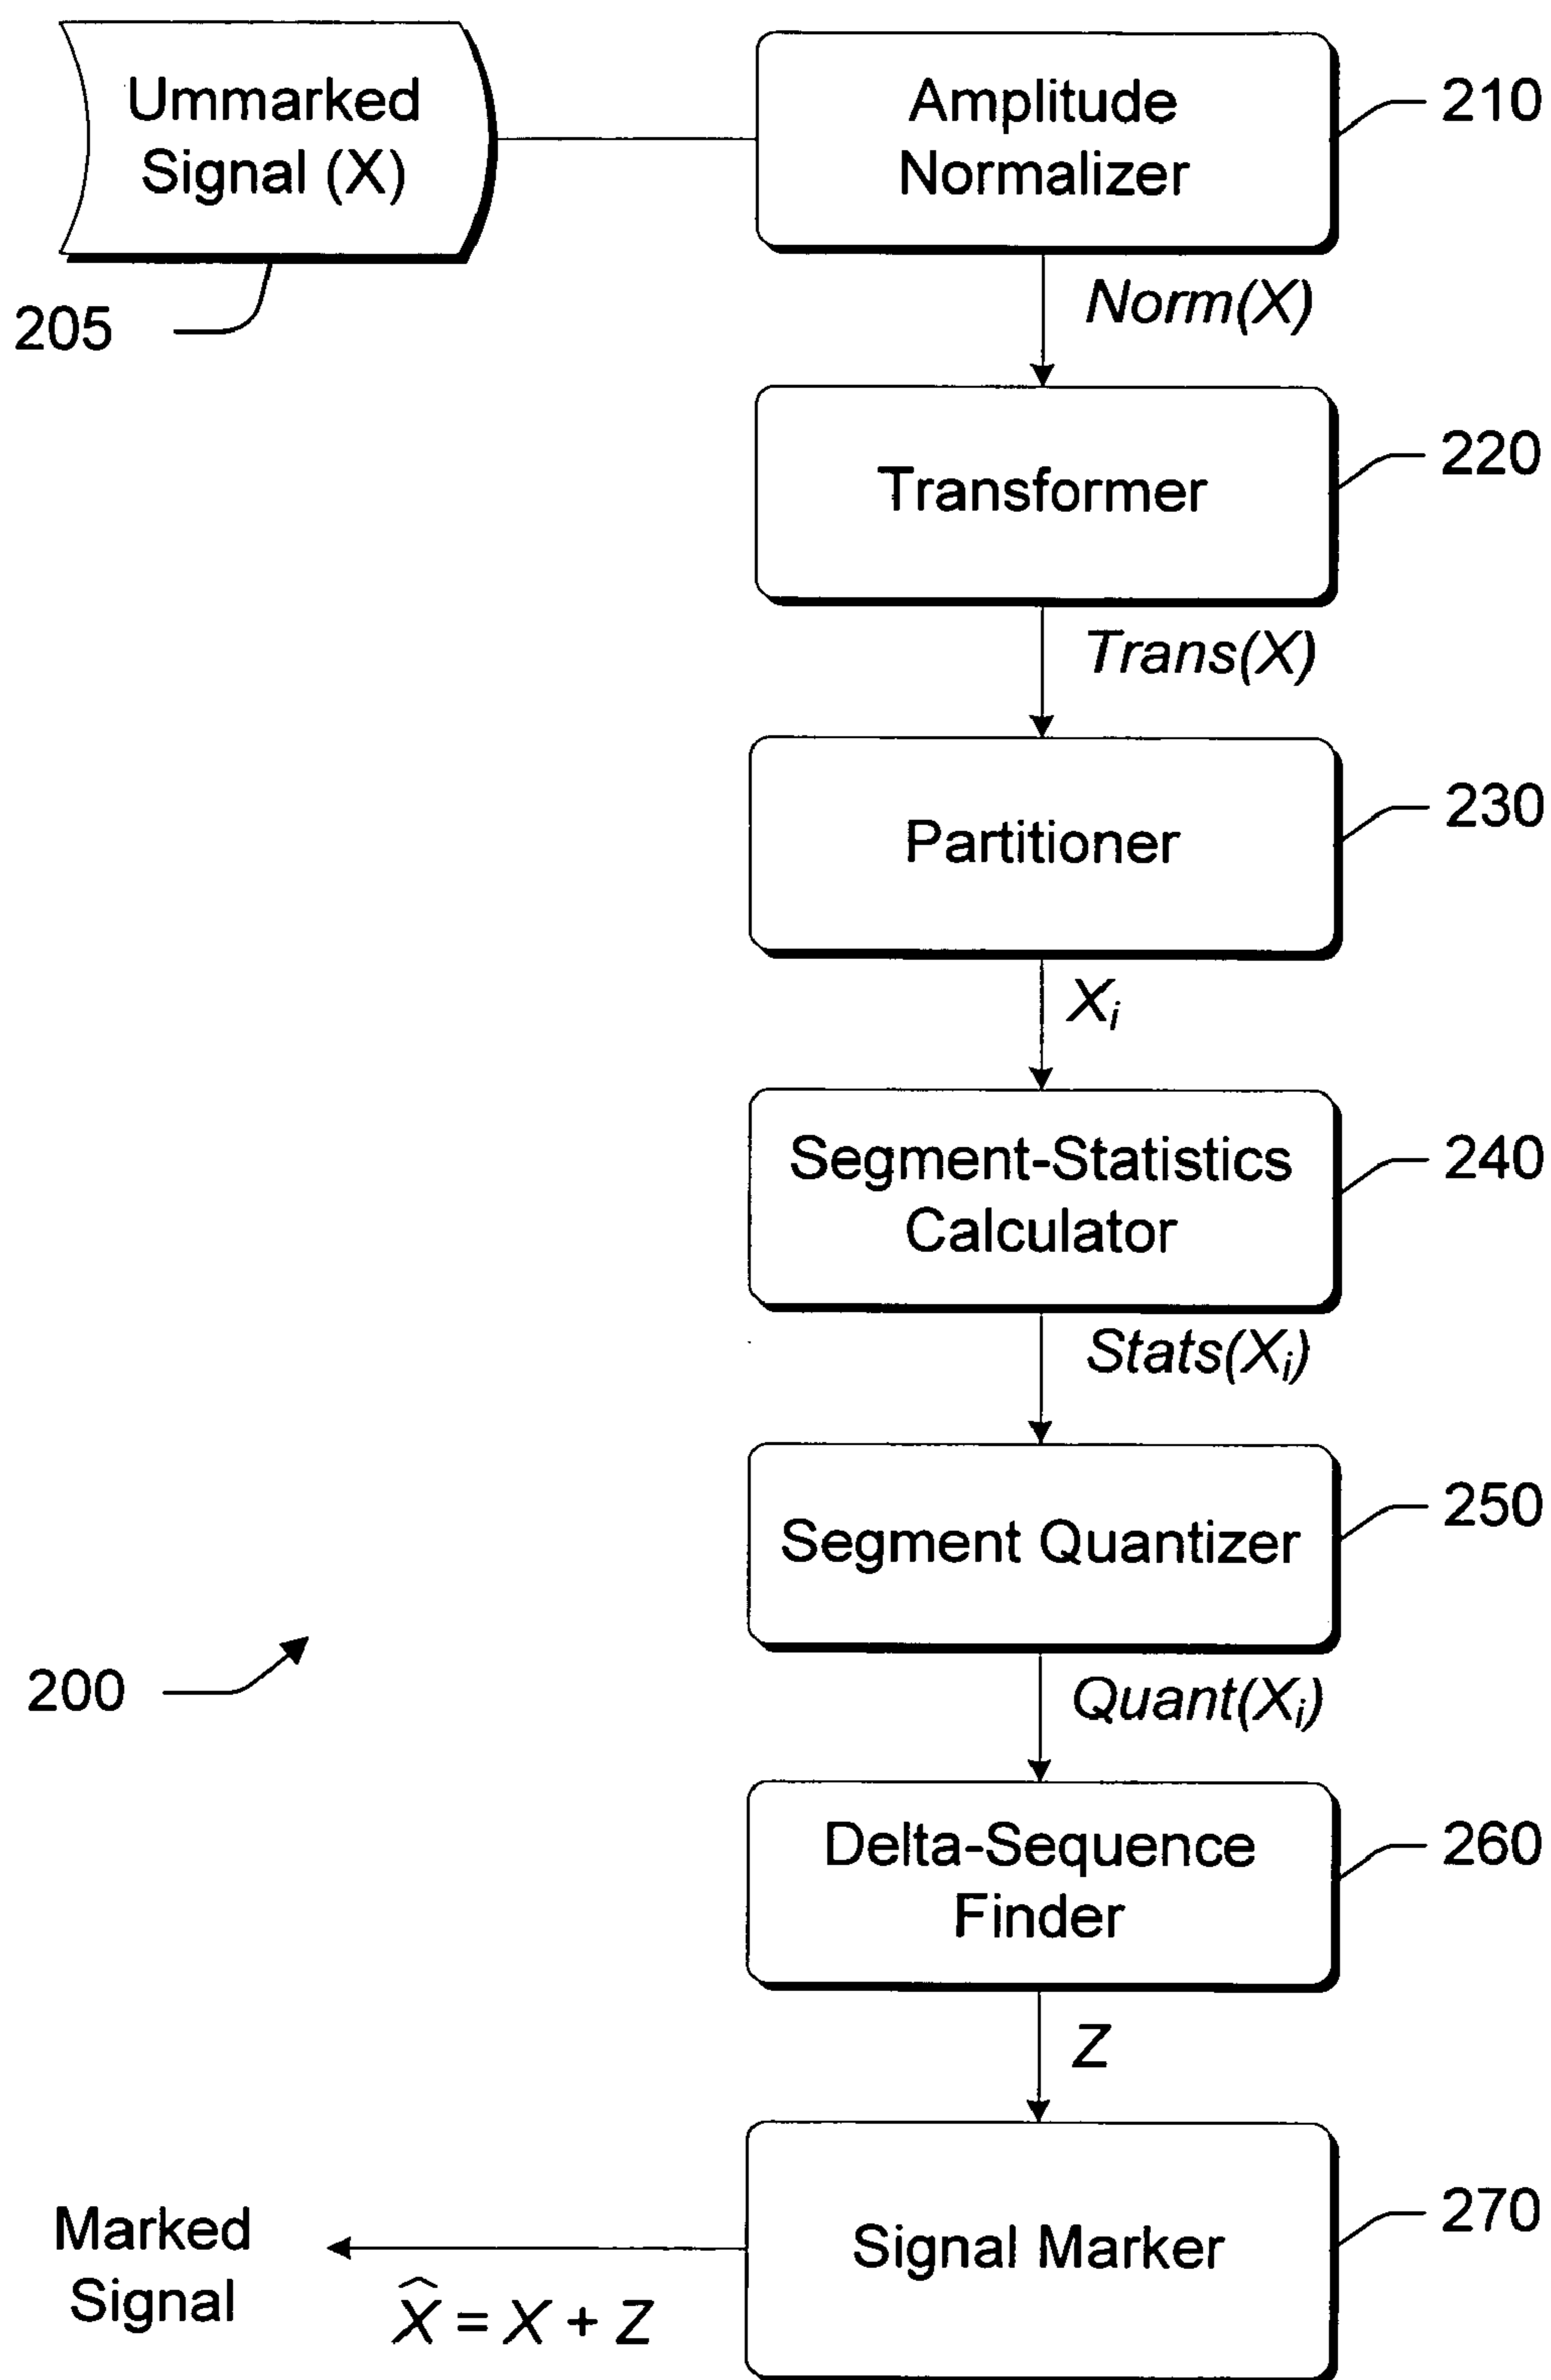 Ummarked
Signal (X)
205
Amplitude
Normalizer
210
Norm(X)
Transformer
220
Trans(X)
Partitioner
230
Xᵢ
Segment-Statistics
Calculator
240
Stats(Xᵢ)
Segment Quantizer
250
200
Quant(Xᵢ)
Delta-Sequence
Finder
260
Z
Signal Marker
270
Marked
Signal
X̂ = X + Z